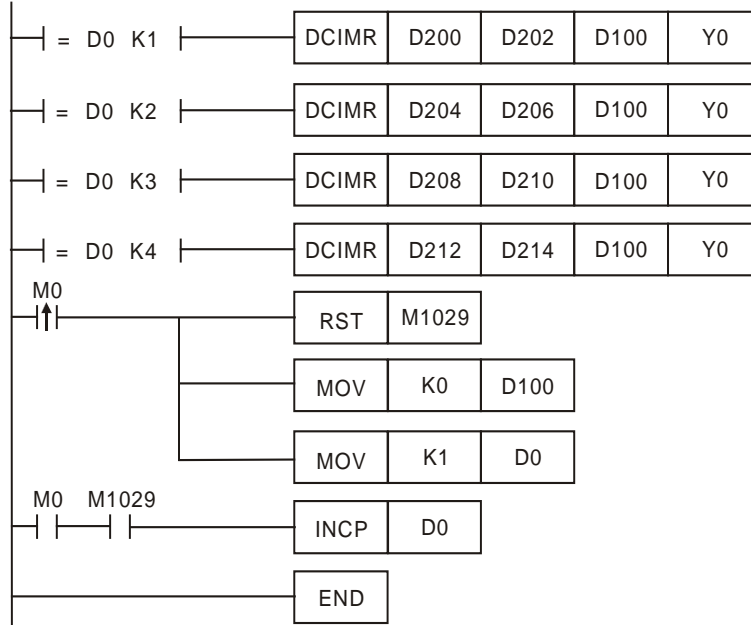 = D0 K1 DCIMR D200 D202 D100 Y0
= D0 K2 DCIMR D204 D206 D100 Y0
= D0 K3 DCIMR D208 D210 D100 Y0
= D0 K4 DCIMR D212 D214 D100 Y0
M0
RST M1029
MOV K0 D100
MOV K1 D0
M0 M1029
INCP D0
END